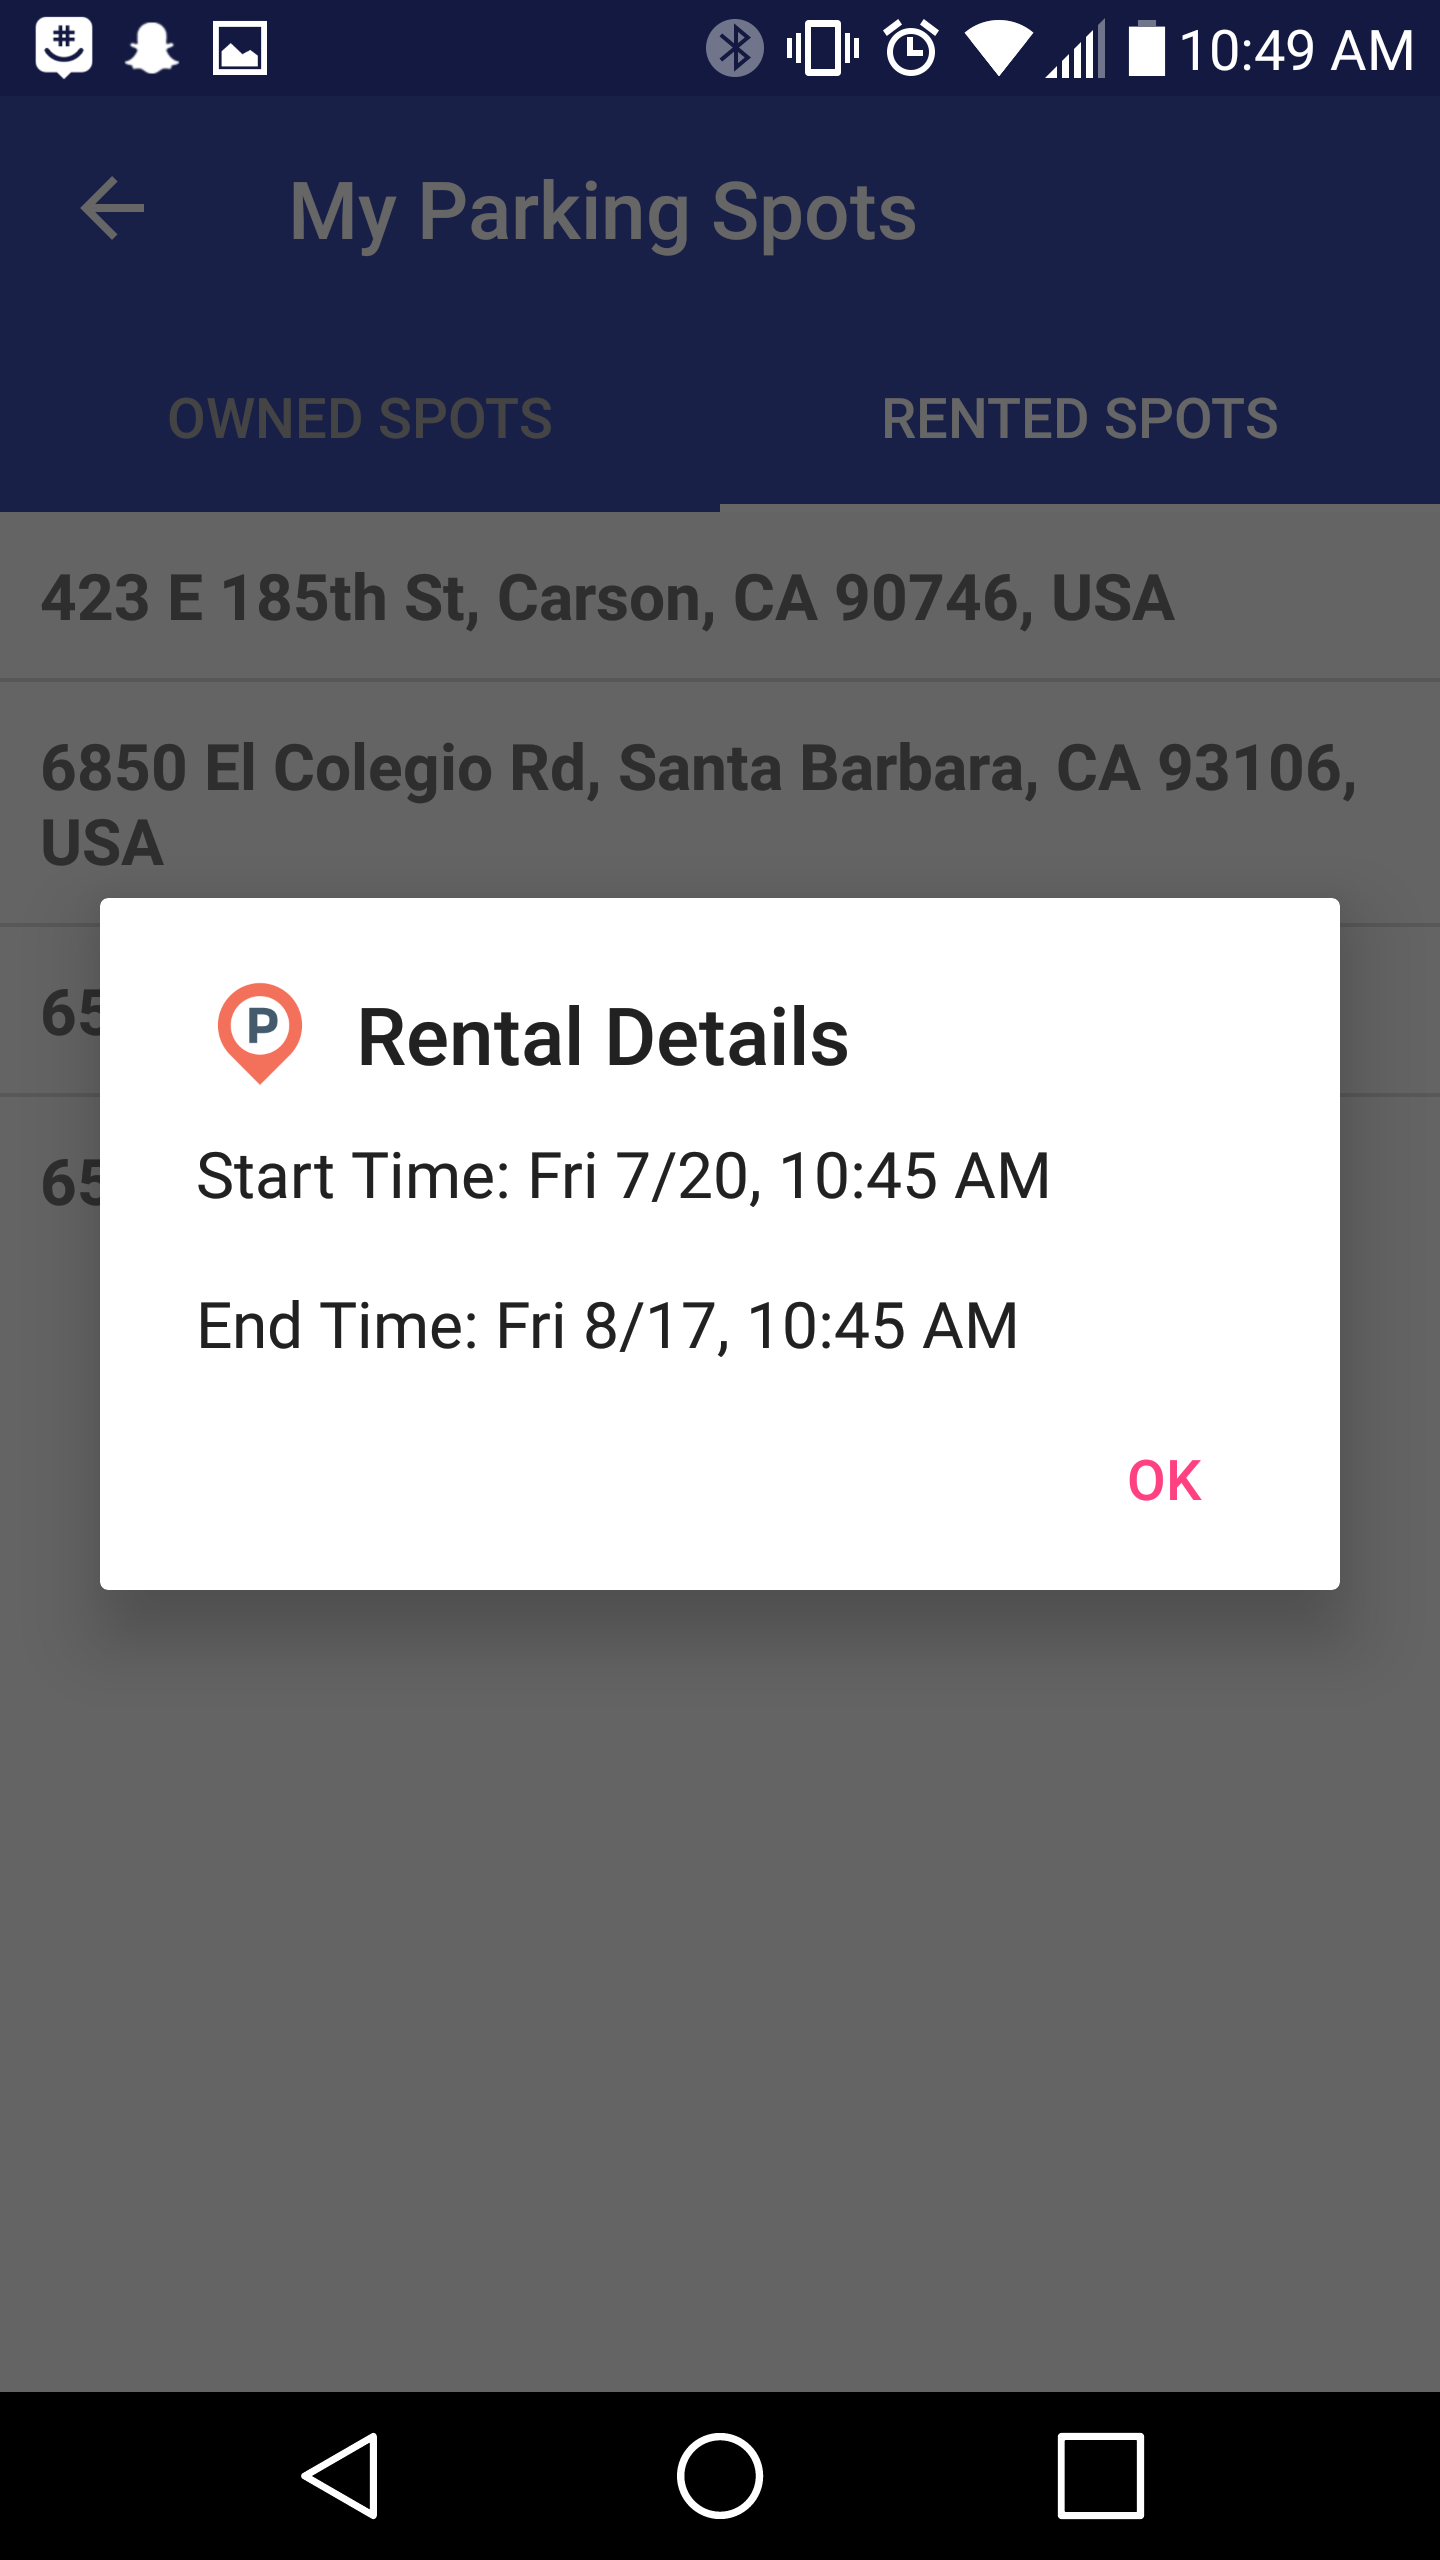 10:49 AM
My Parking Spots
OWNED SPOTS
RENTED SPOTS
423 E 185th St, Carson, CA 90746, USA
6850 El Colegio Rd, Santa Barbara, CA 93106,
USA
65
65
P
Rental Details
Start Time: Fri 7/20, 10:45 AM
End Time: Fri 8/17, 10:45 AM
OK